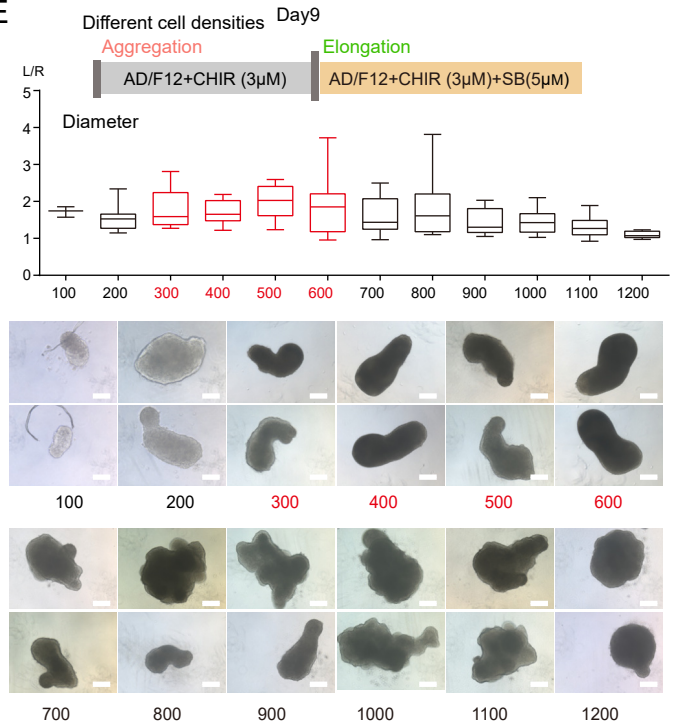 E
Different cell densities Day9
Aggregation Elongation
AD/F12+CHIR (3μM) AD/F12+CHIR (3μM)+SB(5μM)
L/R
5
Diameter
4
3
2
1
0
100 200 300 400 500 600 700 800 900 1000 1100 1200
100 200 300 400 500 600
700 800 900 1000 1100 1200